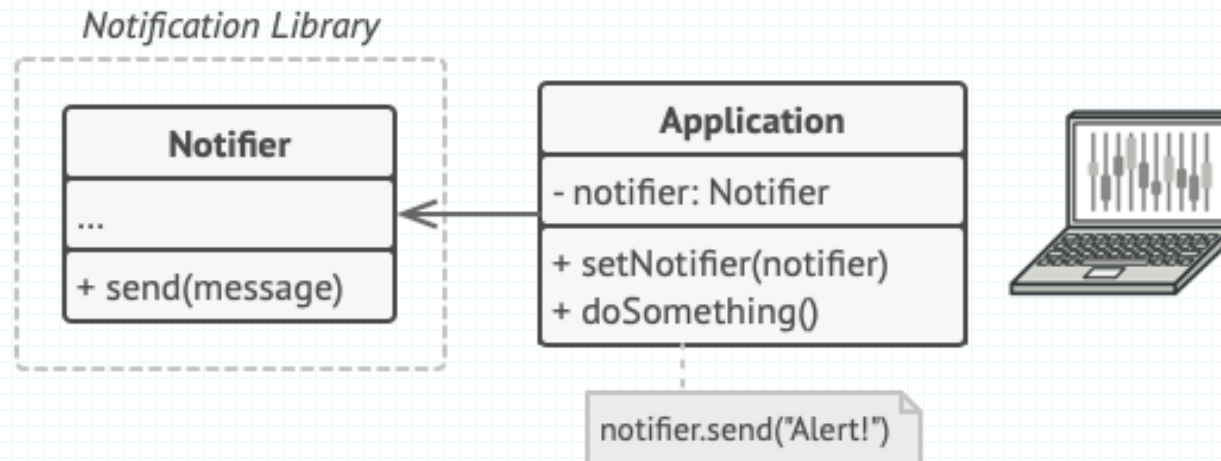 Notification Library
Notifier
...
+ send(message)
Application
- notifier: Notifier
+ setNotifier(notifier)
+ doSomething()
notifier.send("Alert!")